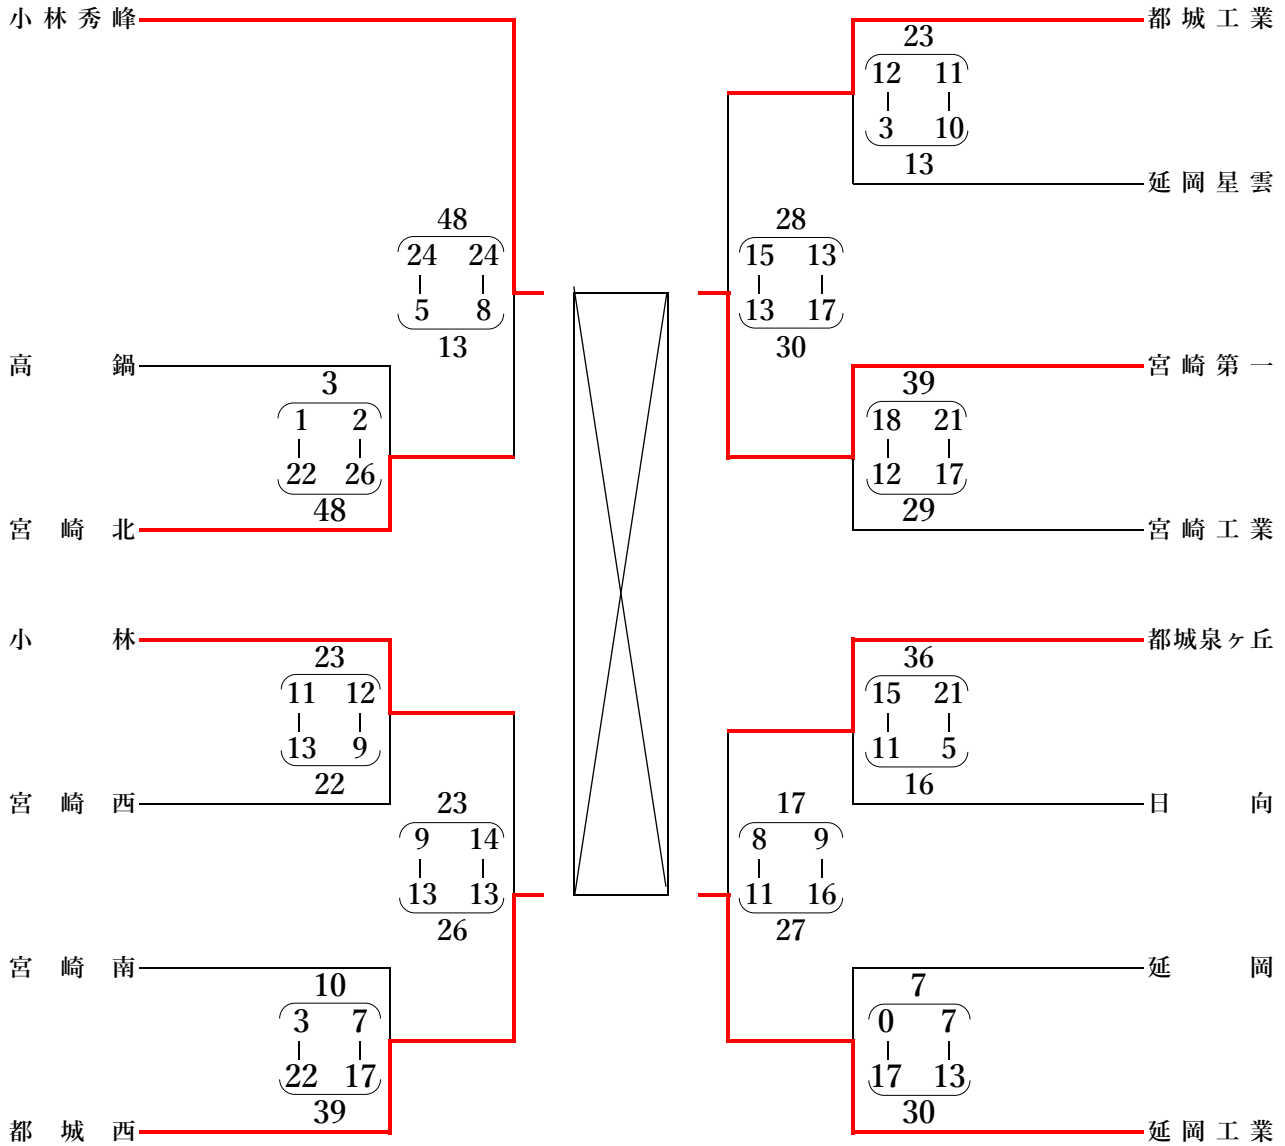 小林秀峰
48
24 24
5 8
13
高鍋
3
1 2
22 26
48
宮崎北
小林
23
11 12
13 9
22
宮崎西
23
9 14
13 13
26
宮崎南
10
3 7
22 17
39
都城西
都城工業
23
12 11
3 10
13
延岡星雲
28
15 13
13 17
30
宮崎第一
39
18 21
12 17
29
宮崎工業
都城泉ヶ丘
36
15 21
11 5
16
日向
17
8 9
11 16
27
延岡
7
0 7
17 13
30
延岡工業